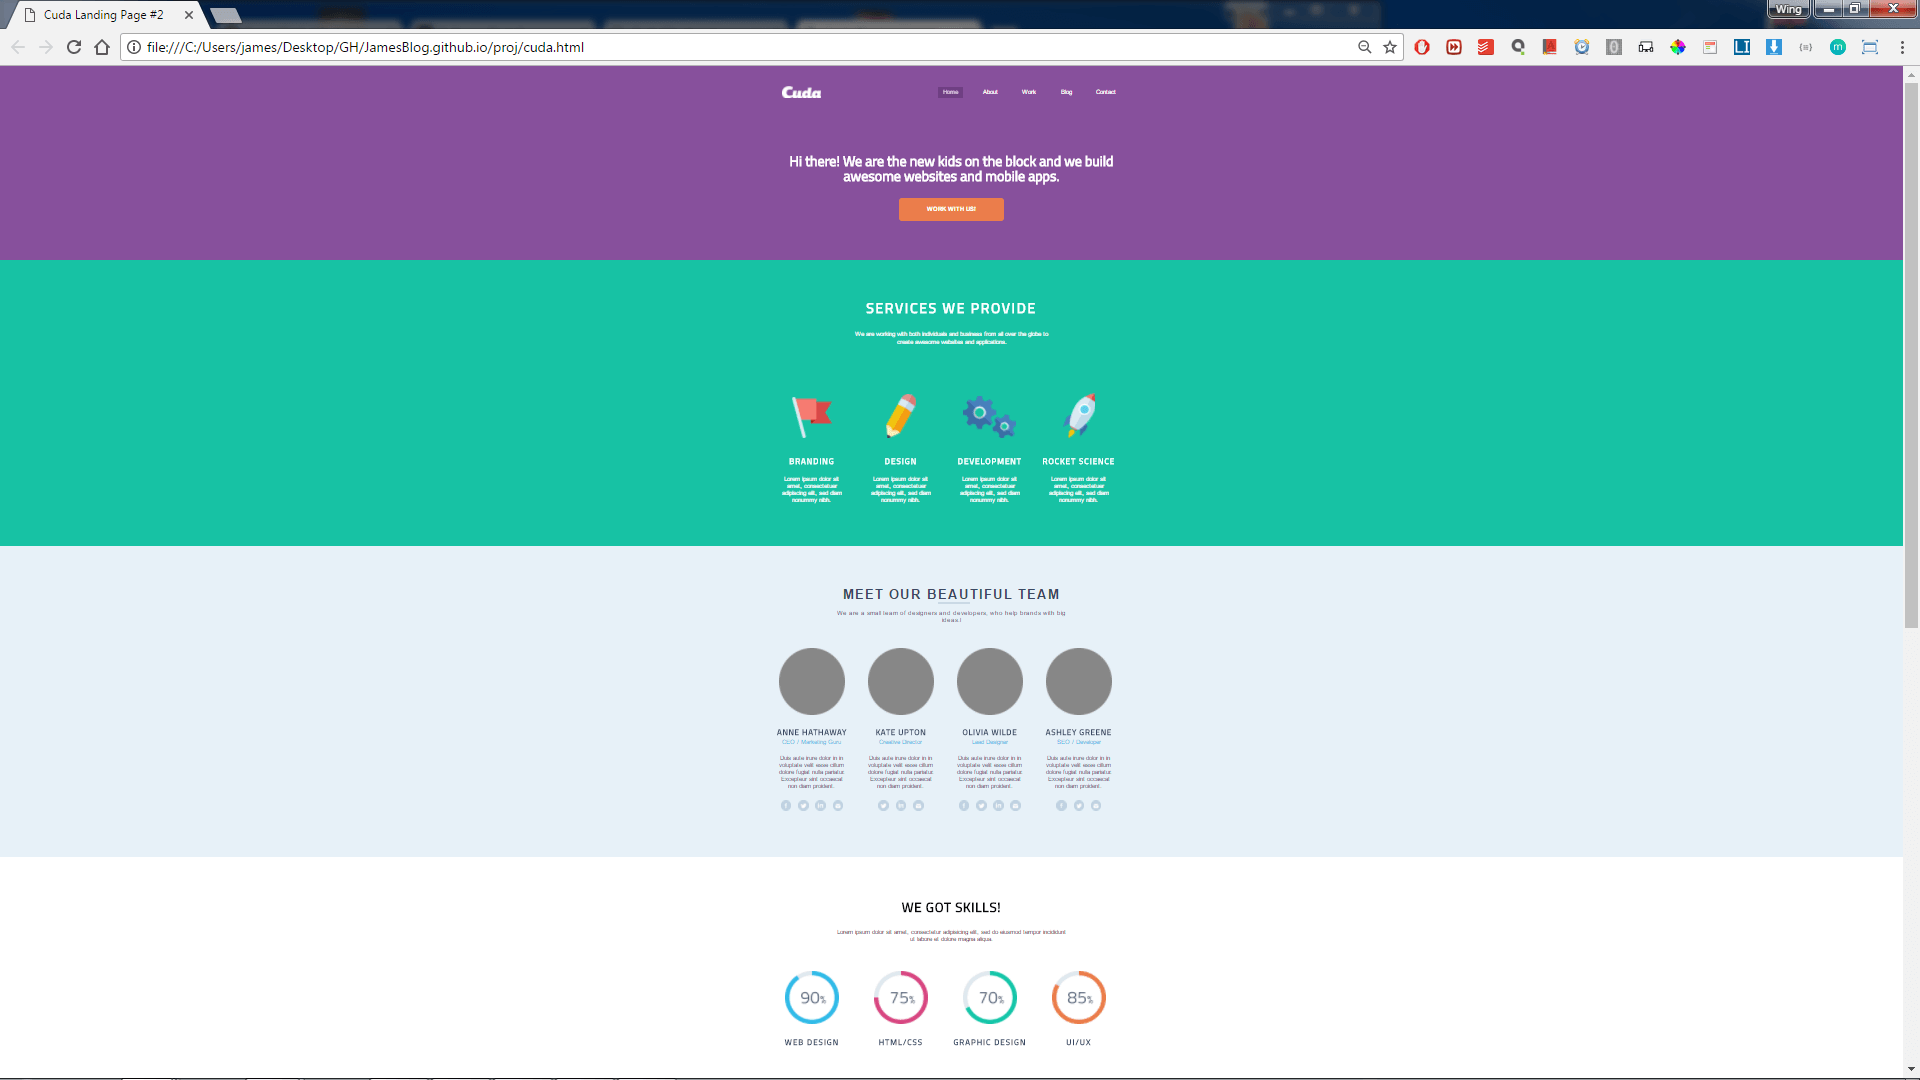 Cuda Landing Page #2
Wing
file:///C:/Users/james/Desktop/GH/JamesBlog.github.io/proj/cuda.html
Cuda
Home About Work Blog Contact
Hi there! We are the new kids on the block and we build
awesome websites and mobile apps.
WORK WITH US!
SERVICES WE PROVIDE
We are working with both individuals and business from all over the globe to
create awesome websites and applications.
BRANDING DESIGN DEVELOPMENT ROCKET SCIENCE
Lorem ipsum dolor sit Lorem ipsum dolor sit Lorem ipsum dolor sit Lorem ipsum dolor sit
amet, consectetuer amet, consectetuer amet, consectetuer amet, consectetuer
adipiscing elit, sed diam adipiscing elit, sed diam adipiscing elit, sed diam adipiscing elit, sed diam
nonummy nibh. nonummy nibh. nonummy nibh. nonummy nibh.
MEET OUR BEAUTIFUL TEAM
We are a small team of designers and developers, who help brands with big
ideas.!
ANNE HATHAWAY KATE UPTON OLIVIA WILDE ASHLEY GREENE
CEO / Marketing Guru Creative Director Lead Designer / Developer
Duis aute irure dolor in in Duis aute irure dolor in in Duis aute irure dolor in in Duis aute irure dolor in in
voluptate velit esse cillum voluptate velit esse cillum voluptate velit esse cillum voluptate velit esse cillum
dolore fugiat nulla pariatur. dolore fugiat nulla pariatur. dolore fugiat nulla pariatur. dolore fugiat nulla pariatur.
Excepteur sint occaecat Excepteur sint occaecat Excepteur sint occaecat Excepteur sint occaecat
non diam proident. non diam proident. non diam proident. non diam proident.
WE GOT SKILLS!
Lorem ipsum dolor sit amet, consectetur adipisicing elit, sed do eiusmod tempor incididunt
ut labore et dolore magna aliqua.
90% 75% 70% 85%
WEB DESIGN HTML/CSS GRAPHIC DESIGN UI/UX